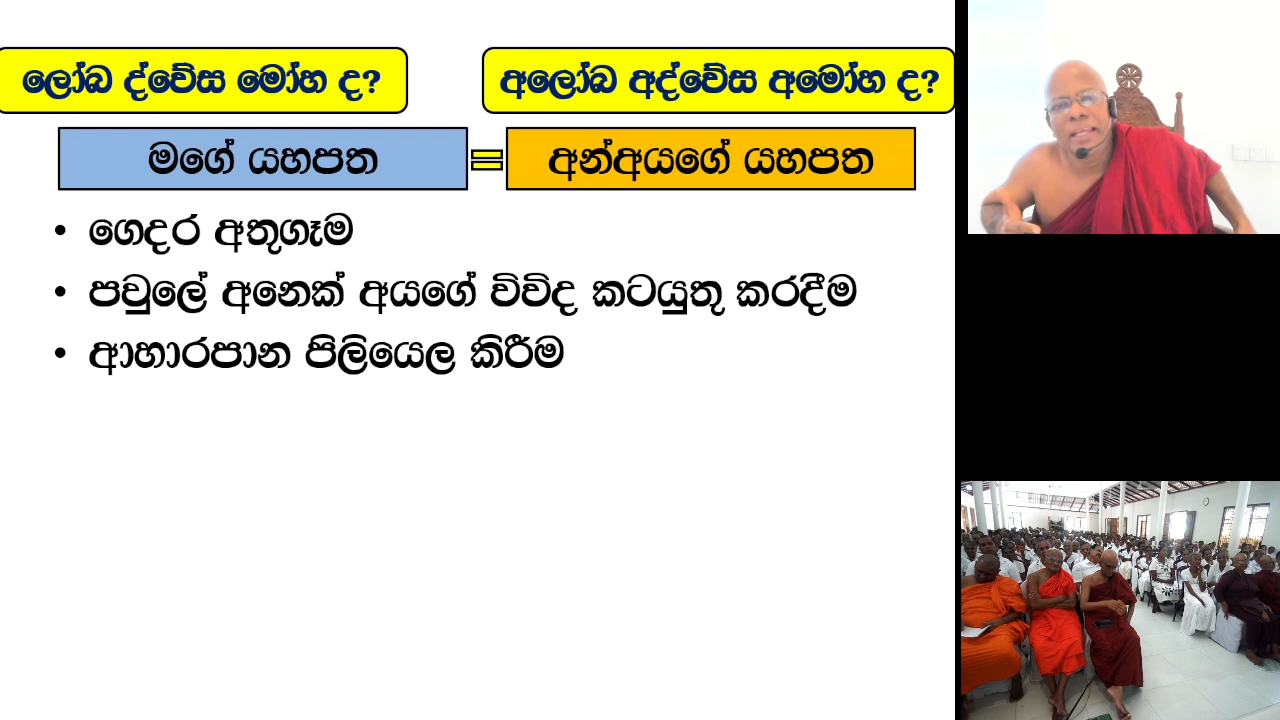 ලෝබ ද්වේස මෝහ ද?
අලෝබ අද්වේස අමෝහ ද?
මගේ යහපත = අන්අයගේ යහපත
• ගෙදර අතුගෑම
• පවුලේ අනෙක් අයගේ විවිද කටයුතු කරදීම
• ආහාරපාන පිලියෙල කිරීම